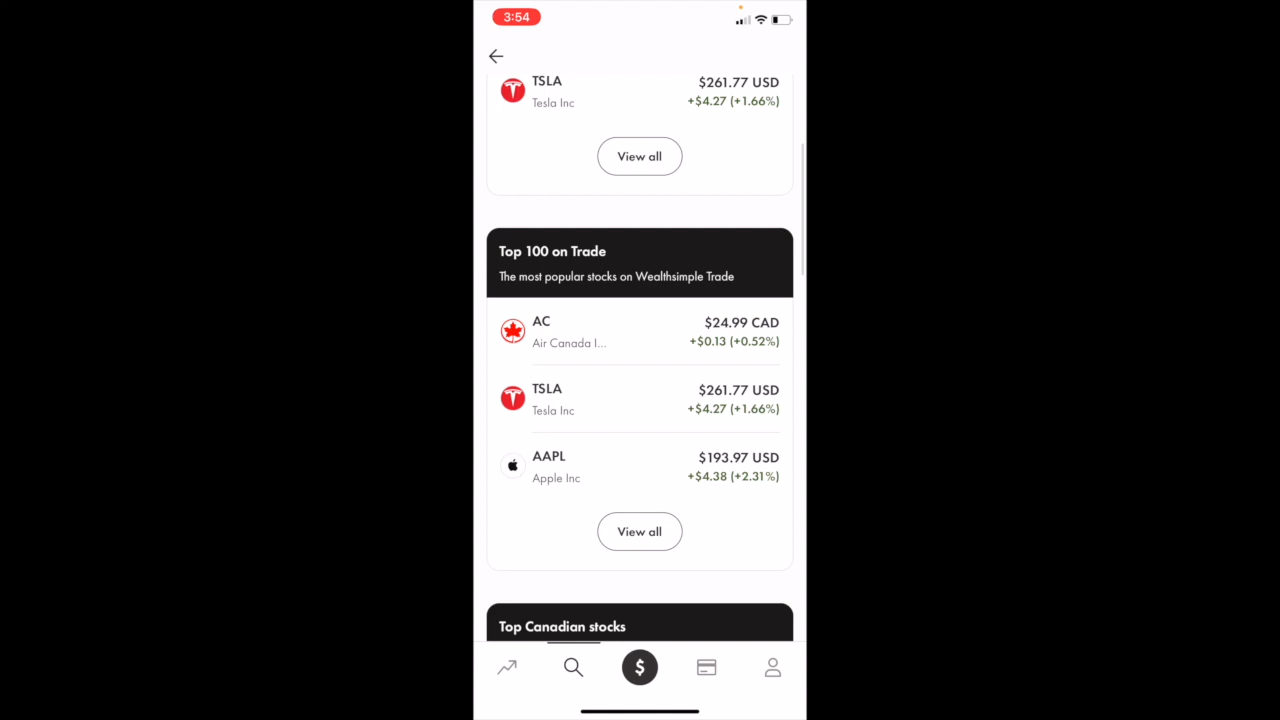 3:54
TSLA
$261.77 USD
Tesla Inc
+$4.27 (+1.66%)
View all
Top 100 on Trade
The most popular stocks on Wealthsimple Trade
AC
$24.99 CAD
Air Canada I...
+$0.13 (+0.52%)
TSLA
$261.77 USD
Tesla Inc
+$4.27 (+1.66%)
AAPL
$193.97 USD
Apple Inc
+$4.38 (+2.31%)
View all
Top Canadian stocks
$